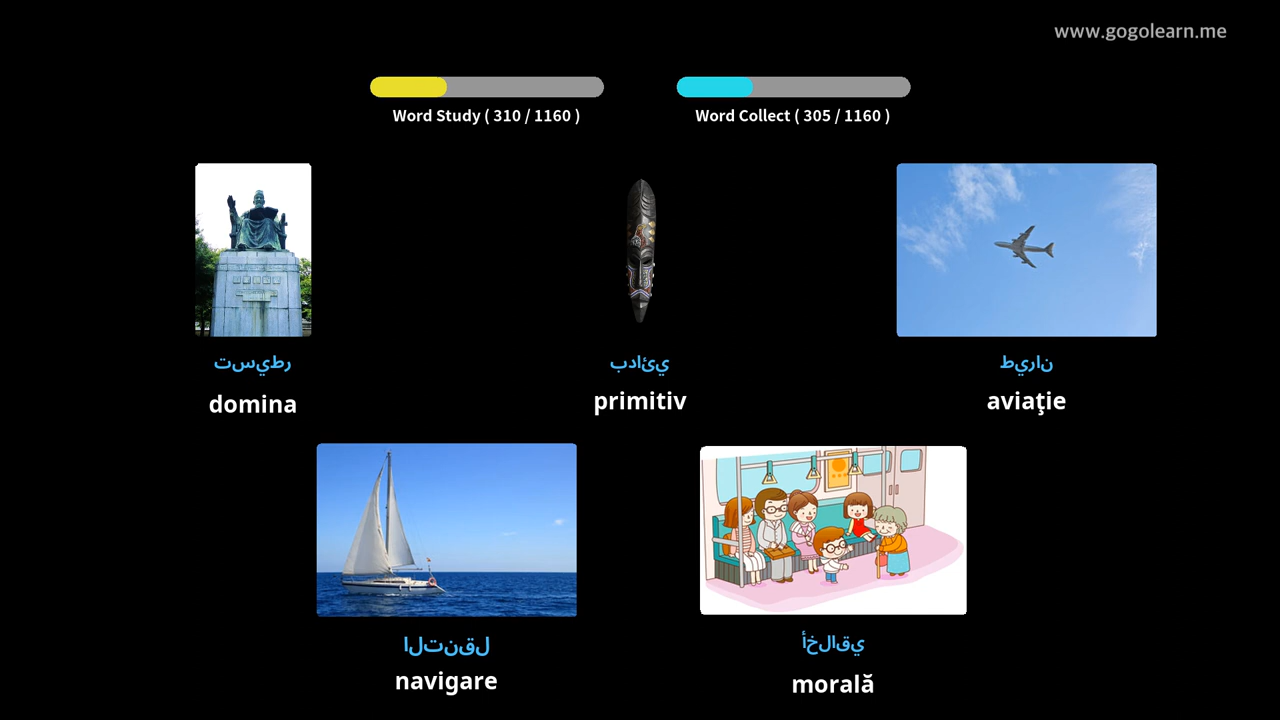 www.gogolearn.me
Word Study ( 310 / 1160 )
Word Collect ( 305 / 1160 )
تسيطر
domina
بدائي
primitiv
طيران
aviaţie
التنقل
navigare
أخلاقي
morală